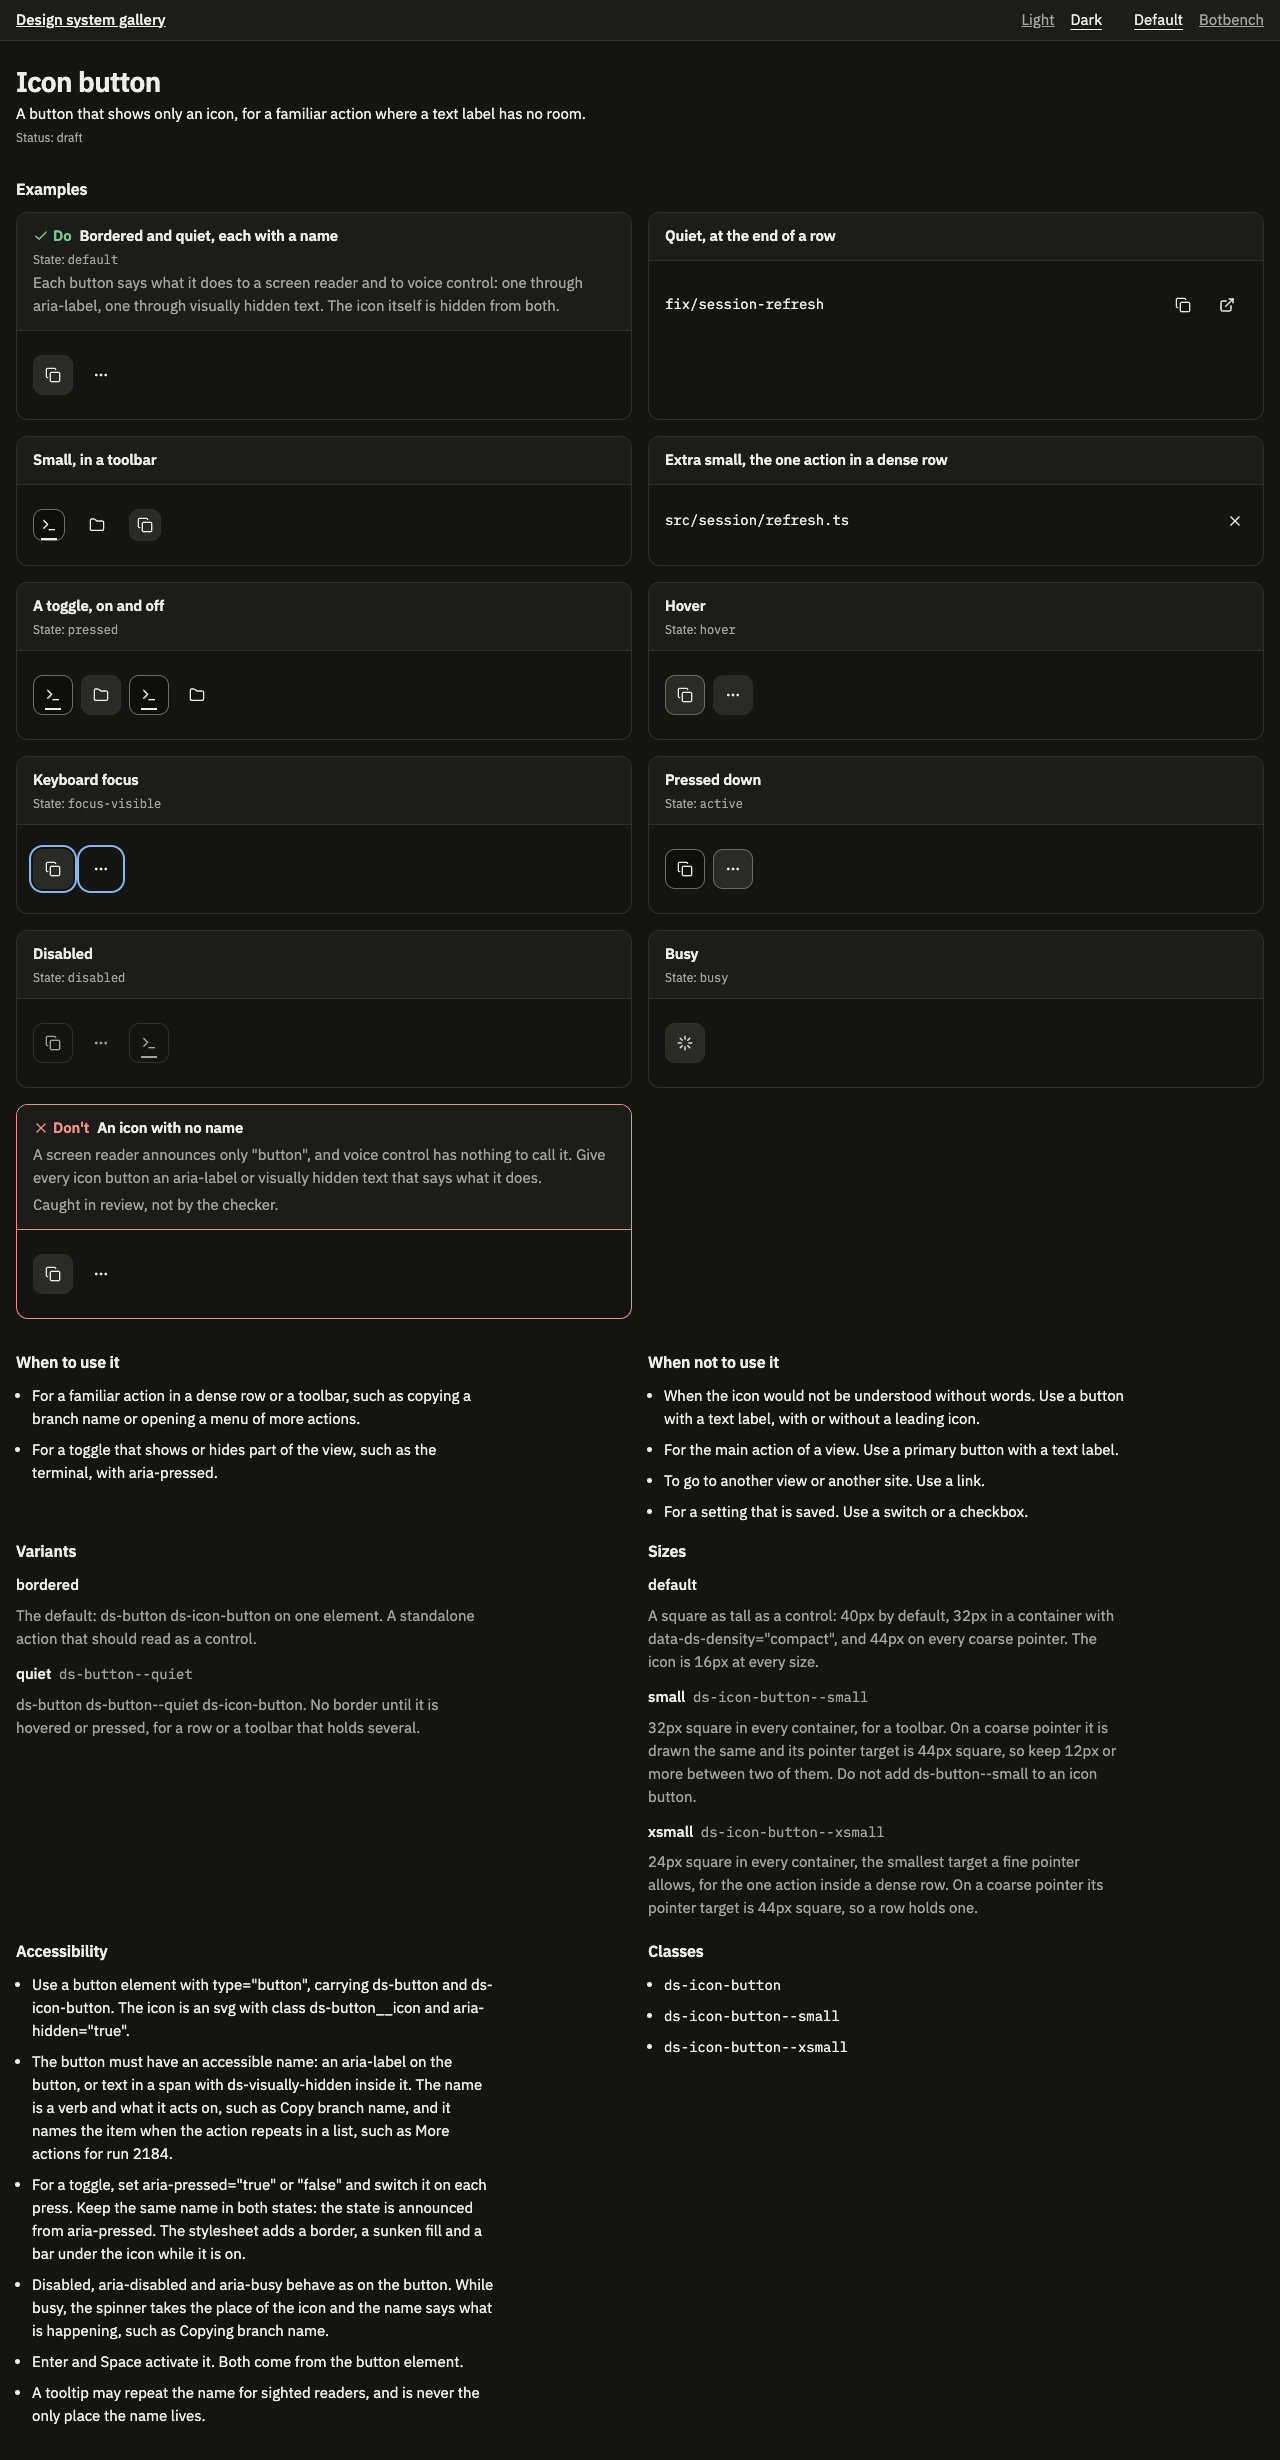 Design system gallery
Light Dark Default Botbench
Icon button
A button that shows only an icon, for a familiar action where a text label has no room.
Status: draft
Examples
Do Bordered and quiet, each with a name
State: default
Each button says what it does to a screen reader and to voice control: one through
aria-label, one through visually hidden text. The icon itself is hidden from both.
Quiet, at the end of a row
fix/session-refresh
Small, in a toolbar
Extra small, the one action in a dense row
src/session/refresh.ts
A toggle, on and off
State: pressed
Hover
State: hover
Keyboard focus
State: focus-visible
Pressed down
State: active
Disabled
State: disabled
Busy
State: busy
Don't An icon with no name
A screen reader announces only "button", and voice control has nothing to call it. Give
every icon button an aria-label or visually hidden text that says what it does.
Caught in review, not by the checker.
When to use it
For a familiar action in a dense row or a toolbar, such as copying a
branch name or opening a menu of more actions.
For a toggle that shows or hides part of the view, such as the
terminal, with aria-pressed.
When not to use it
When the icon would not be understood without words. Use a button
with a text label, with or without a leading icon.
For the main action of a view. Use a primary button with a text label.
To go to another view or another site. Use a link.
For a setting that is saved. Use a switch or a checkbox.
Variants
bordered
The default: ds-button ds-icon-button on one element. A standalone
action that should read as a control.
quiet ds-button--quiet
ds-button ds-button--quiet ds-icon-button. No border until it is
hovered or pressed, for a row or a toolbar that holds several.
Sizes
default
A square as tall as a control: 40px by default, 32px in a container with
data-ds-density="compact", and 44px on every coarse pointer. The
icon is 16px at every size.
small ds-icon-button--small
32px square in every container, for a toolbar. On a coarse pointer it is
drawn the same and its pointer target is 44px square, so keep 12px or
more between two of them. Do not add ds-button--small to an icon
button.
xsmall ds-icon-button--xsmall
24px square in every container, the smallest target a fine pointer
allows, for the one action inside a dense row. On a coarse pointer its
pointer target is 44px square, so a row holds one.
Accessibility
Use a button element with type="button", carrying ds-button and ds-
icon-button. The icon is an svg with class ds-button__icon and aria-
hidden="true".
The button must have an accessible name: an aria-label on the
button, or text in a span with ds-visually-hidden inside it. The name
is a verb and what it acts on, such as Copy branch name, and it
names the item when the action repeats in a list, such as More
actions for run 2184.
For a toggle, set aria-pressed="true" or "false" and switch it on each
press. Keep the same name in both states: the state is announced
from aria-pressed. The stylesheet adds a border, a sunken fill and a
bar under the icon while it is on.
Disabled, aria-disabled and aria-busy behave as on the button. While
busy, the spinner takes the place of the icon and the name says what
is happening, such as Copying branch name.
Enter and Space activate it. Both come from the button element.
A tooltip may repeat the name for sighted readers, and is never the
only place the name lives.
Classes
ds-icon-button
ds-icon-button--small
ds-icon-button--xsmall